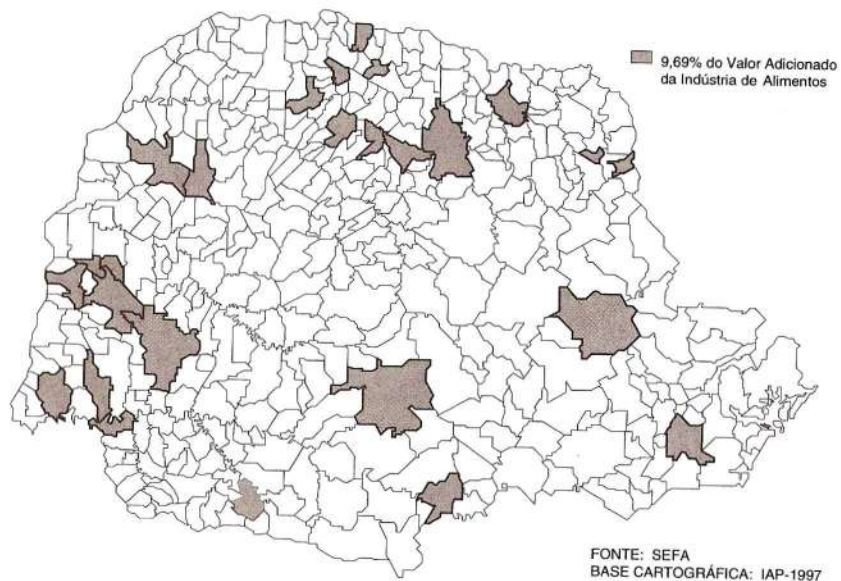 9,69% do Valor Adicionado
da Indústria de Alimentos
FONTE: SEFA
BASE CARTOGRÁFICA: IAP-1997